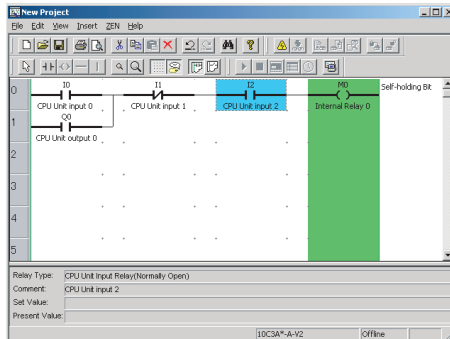 New Project
File Edit View Insert ZEN Help
0 I0 I1 I2 M0 Self-holding Bit
CPU Unit input 0 CPU Unit input 1 CPU Unit input 2 Internal Relay 0
1 Q0
CPU Unit output 0
2
3
4
5
Relay Type: CPU Unit Input Relay(Normally Open)
Comment: CPU Unit input 2
Set Value:
Present Value:
10C3A*-A-V2 Offline